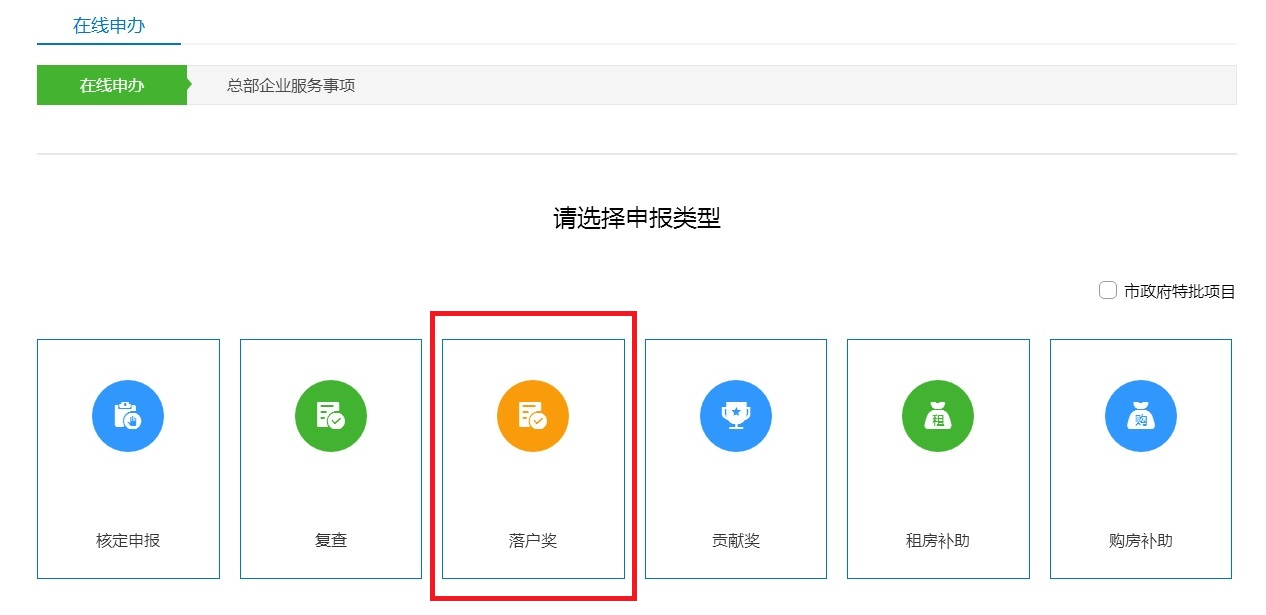 在线申办
在线申办 总部企业服务事项
请选择申报类型
市政府特批项目
租 购
核定申报 复查 落户奖 贡献奖 租房补助 购房补助